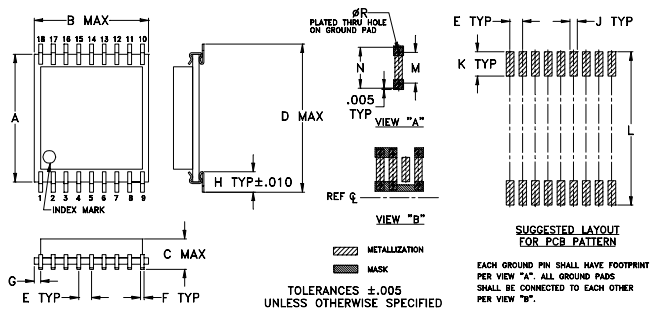 B MAX
18 17 16 15 14 13 12 11 10
A
1 2 3 4 5 6 7 8 9
INDEX MARK
C MAX
G
E TYP
F TYP
D MAX
H TYP±.010
øR
PLATED THRU HOLE
ON GROUND PAD
N
M
.005
TYP
VIEW "A"
REF ℄
VIEW "B"
METALLIZATION
MASK
TOLERANCES ±.005
UNLESS OTHERWISE SPECIFIED
E TYP
J TYP
K TYP
L
SUGGESTED LAYOUT
FOR PCB PATTERN
EACH GROUND PIN SHALL HAVE FOOTPRINT
PER VIEW "A". ALL GROUND PADS
SHALL BE CONNECTED TO EACH OTHER
PER VIEW "B".